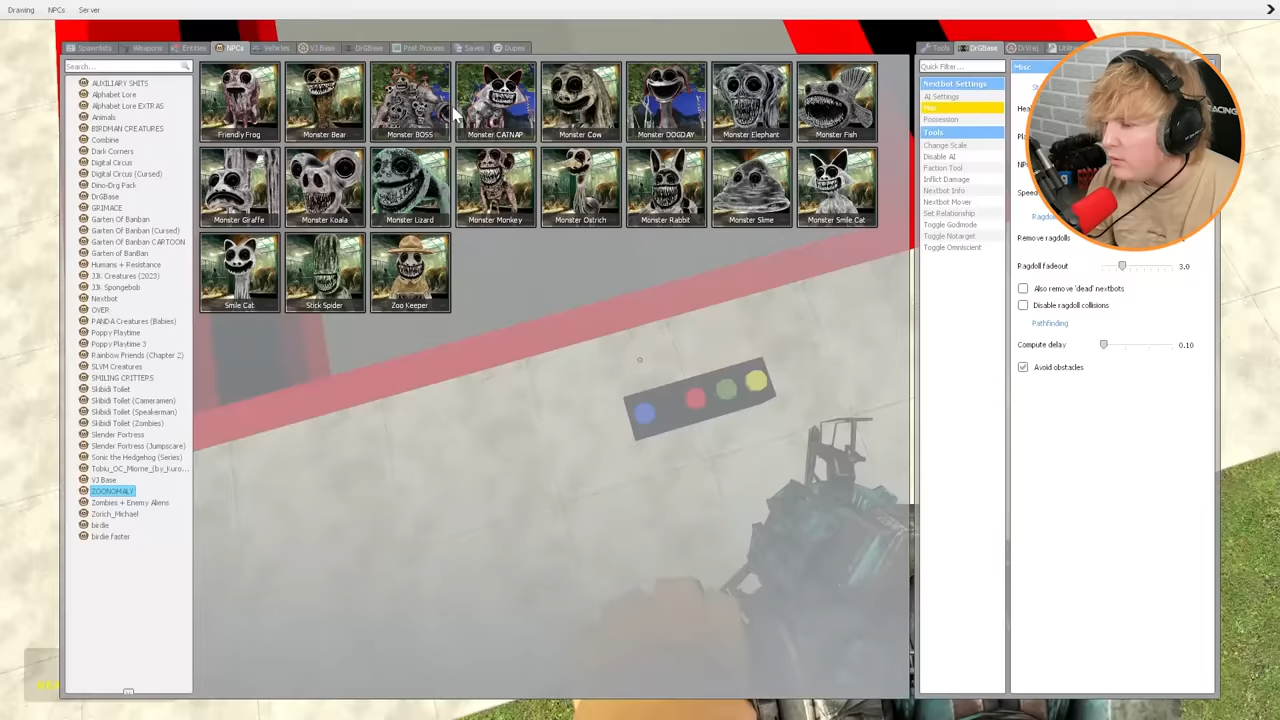 Drawing NPCs Server
Spawnlists Weapons Entities NPCs Vehicles VJ Base DrGBase Post Process Saves Dupes
Search...
AUXILIARY SHITS
Alphabet Lore
Alphabet Lore EXTRAS
Animals
BIRDMAN CREATURES
Combine
Dark Corners
Digital Circus
Digital Circus (Cursed)
Dino-Drg Pack
DrGBase
GRIMACE
Garten Of Banban
Garten Of Banban (Cursed)
Garten Of Banban CARTOON
Garten of BanBan
Humans + Resistance
JJK Creatures (2023)
JJK Spongebob
Nextbot
OVER
PANDA Creatures (Babies)
Poppy Playtime
Poppy Playtime 3
Rainbow Friends (Chapter 2)
SLVM Creatures
SMILING CRITTERS
Skibidi Toilet
Skibidi Toilet (Cameramen)
Skibidi Toilet (Speakerman)
Skibidi Toilet (Zombies)
Slender Fortress
Slender Fortress (Jumpscare)
Sonic the Hedgehog (Series)
Tobiu_OC_Miorne_(by_Kuro...
VJ Base
ZOONOMALY
Zombies + Enemy Aliens
Zorich_Michael
birdie
birdie faster
Friendly Frog Monster Bear Monster BOSS Monster CATNAP Monster Cow Monster DOGDAY Monster Elephant Monster Fish
Monster Giraffe Monster Koala Monster Lizard Monster Monkey Monster Ostrich Monster Rabbit Monster Slime Monster Smile Cat
Smile Cat Stick Spider Zoo Keeper
Tools DrGBase
Quick Filter...
Nextbot Settings
AI Settings
Misc
Possession
Tools
Change Scale
Disable AI
Faction Tool
Inflict Damage
Nextbot Info
Nextbot Mover
Set Relationship
Toggle Godmode
Toggle Notarget
Toggle Omniscient
Misc
Remove ragdolls
Ragdoll fadeout 3.0
Also remove 'dead' nextbots
Disable ragdoll collisions
Pathfinding
Compute delay 0.10
Avoid obstacles
RACING